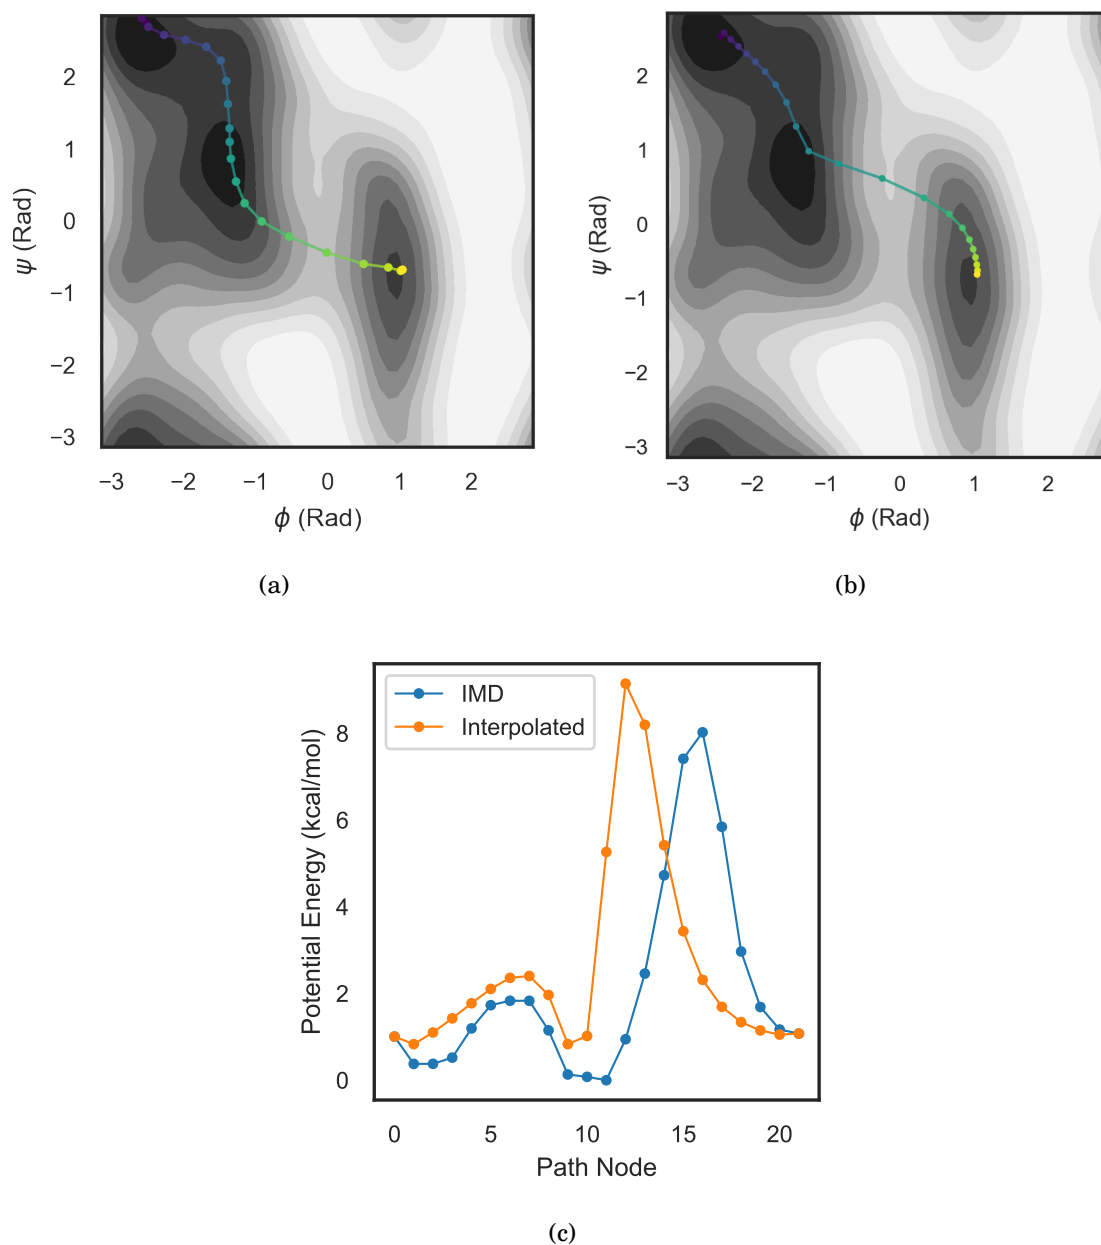 2
1
0
−1
−2
−3
ψ (Rad)
−3 −2 −1 0 1 2
ϕ (Rad)
(a)
2
1
0
−1
−2
−3
ψ (Rad)
−3 −2 −1 0 1 2
ϕ (Rad)
(b)
IMD
Interpolated
8
6
4
2
0
Potential Energy (kcal/mol)
0 5 10 15 20
Path Node
(c)